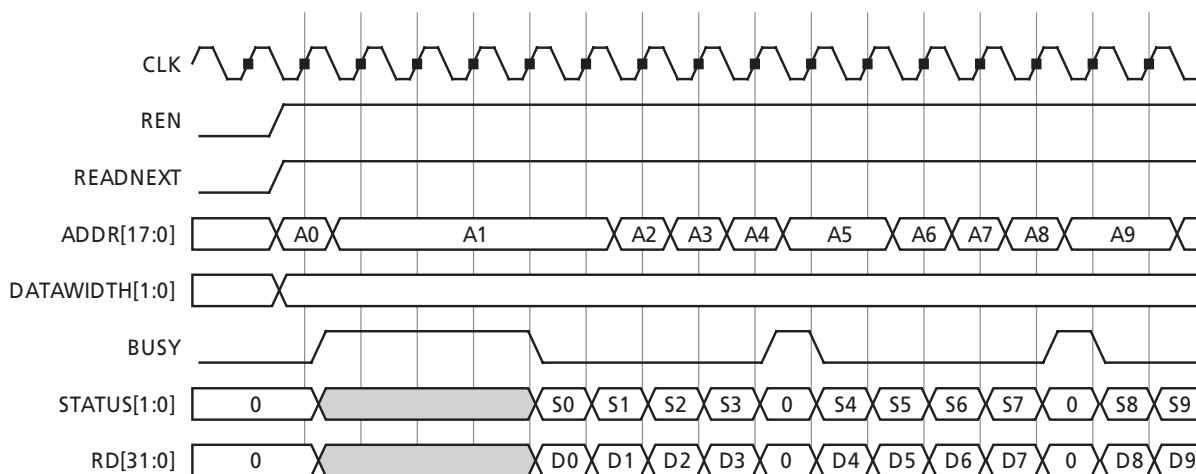 CLK
REN
READNEXT
ADDR[17:0] A0 A1 A2 A3 A4 A5 A6 A7 A8 A9
DATAWIDTH[1:0]
BUSY
STATUS[1:0] 0 S0 S1 S2 S3 0 S4 S5 S6 S7 0 S8 S9
RD[31:0] 0 D0 D1 D2 D3 0 D4 D5 D6 D7 0 D8 D9